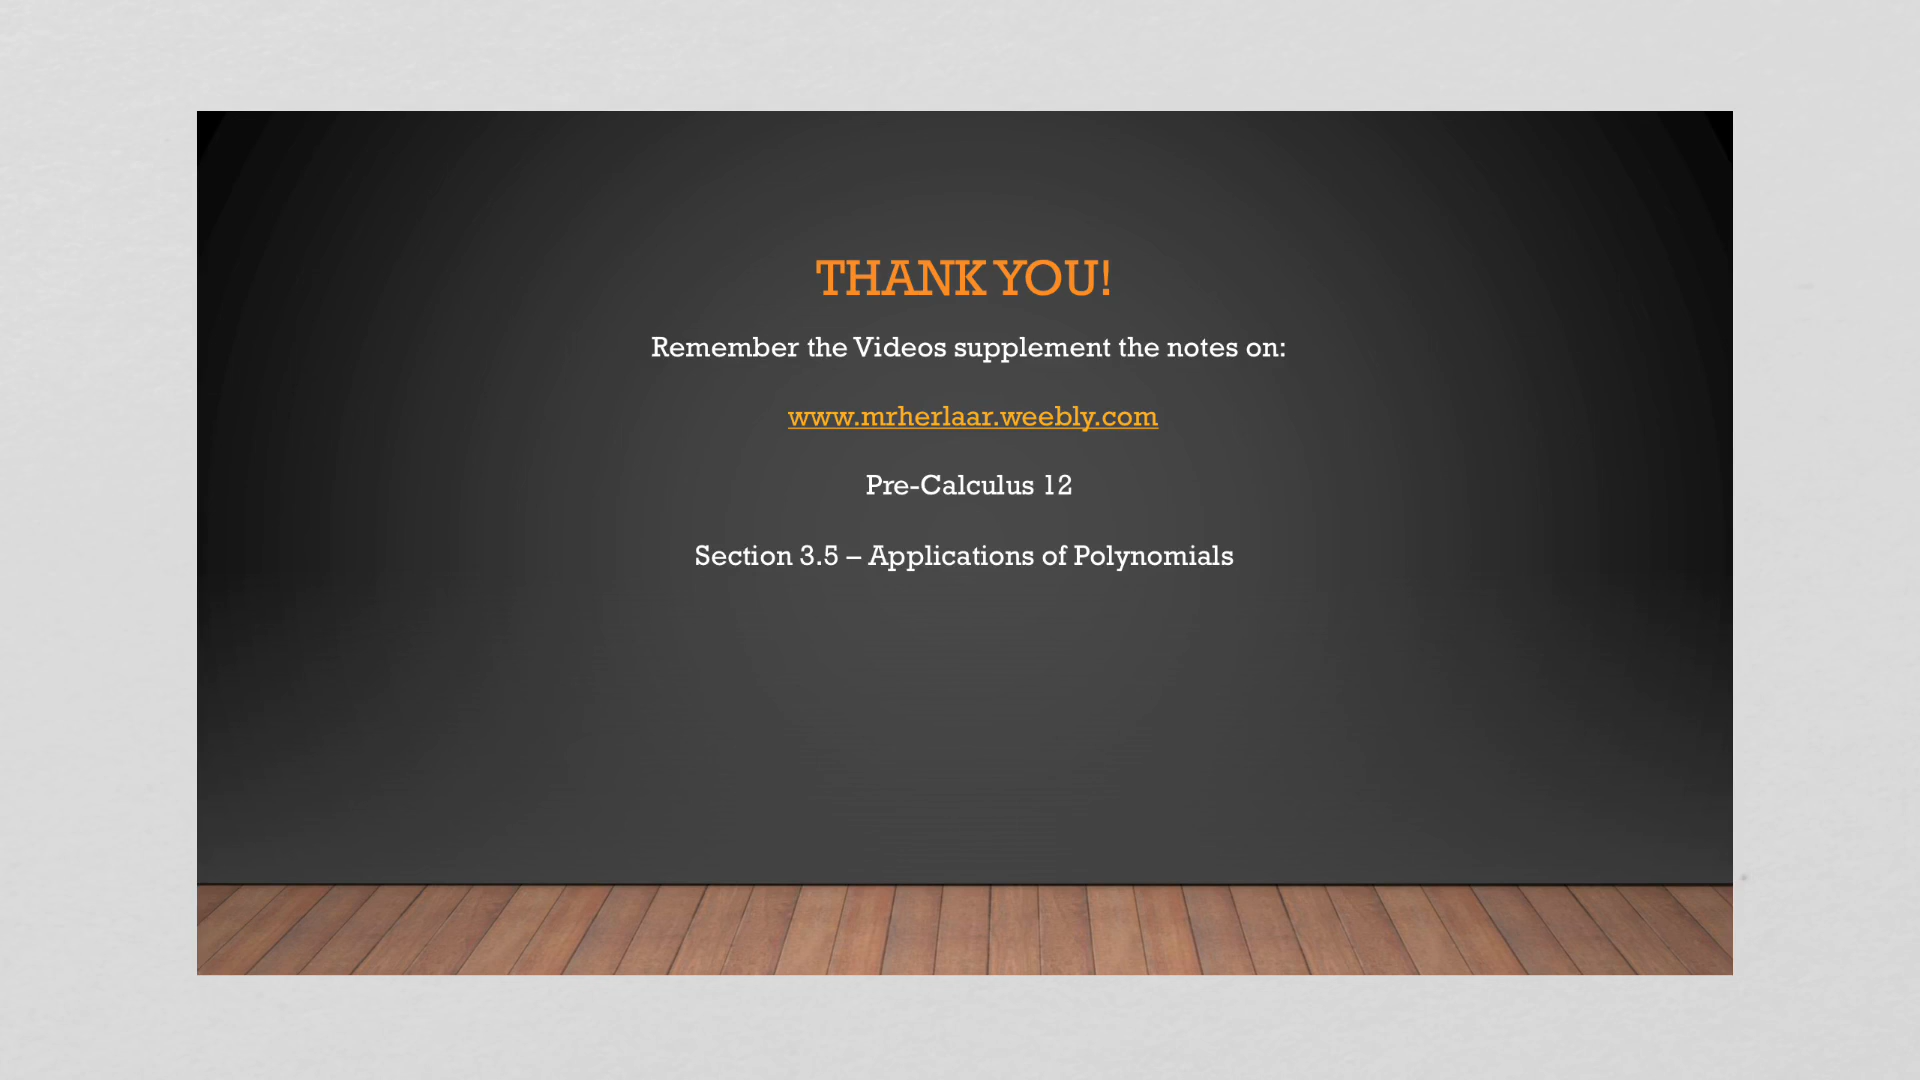 THANK YOU!
Remember the Videos supplement the notes on:
www.mrherlaar.weebly.com
Pre-Calculus 12
Section 3.5 – Applications of Polynomials